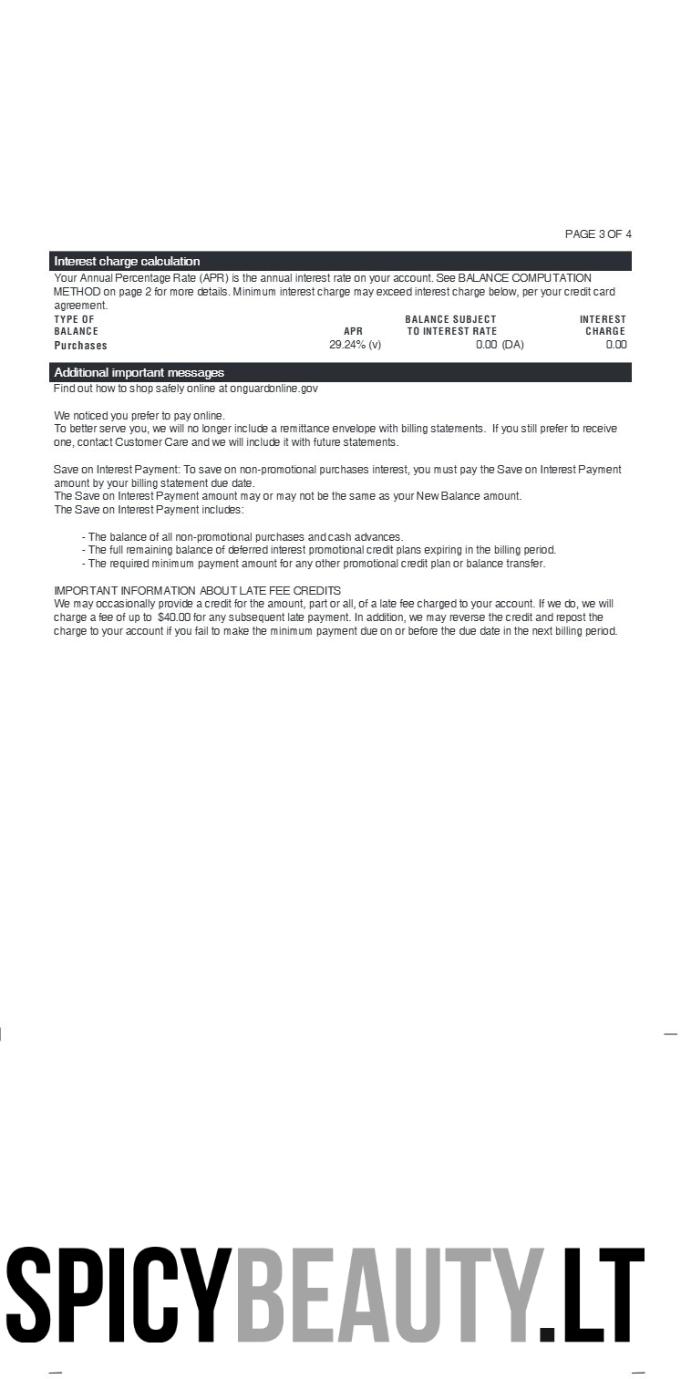 PAGE 3 OF 4
Interest charge calculation
Your Annual Percentage Rate (APR) is the annual interest rate on your account. See BALANCE COMPUTATION
METHOD on page 2 for more details. Minimum interest charge may exceed interest charge below, per your credit card
agreement.
TYPE OF BALANCE SUBJECT INTEREST
BALANCE APR TO INTEREST RATE CHARGE
Purchases 29.24% (v) 0.00 (DA) 0.00
Additional important messages
Find out how to shop safely online at onguardonline.gov
We noticed you prefer to pay online.
To better serve you, we will no longer include a remittance envelope with billing statements. If you still prefer to receive
one, contact Customer Care and we will include it with future statements.
Save on Interest Payment: To save on non-promotional purchases interest, you must pay the Save on Interest Payment
amount by your billing statement due date.
The Save on Interest Payment amount may or may not be the same as your New Balance amount.
The Save on Interest Payment includes:
- The balance of all non-promotional purchases and cash advances.
- The full remaining balance of deferred interest promotional credit plans expiring in the billing period.
- The required minimum payment amount for any other promotional credit plan or balance transfer.
IMPORTANT INFORMATION ABOUT LATE FEE CREDITS
We may occasionally provide a credit for the amount, part or all, of a late fee charged to your account. If we do, we will
charge a fee of up to $40.00 for any subsequent late payment. In addition, we may reverse the credit and repost the
charge to your account if you fail to make the minimum payment due on or before the due date in the next billing period.
SPICYBEAUTY.LT